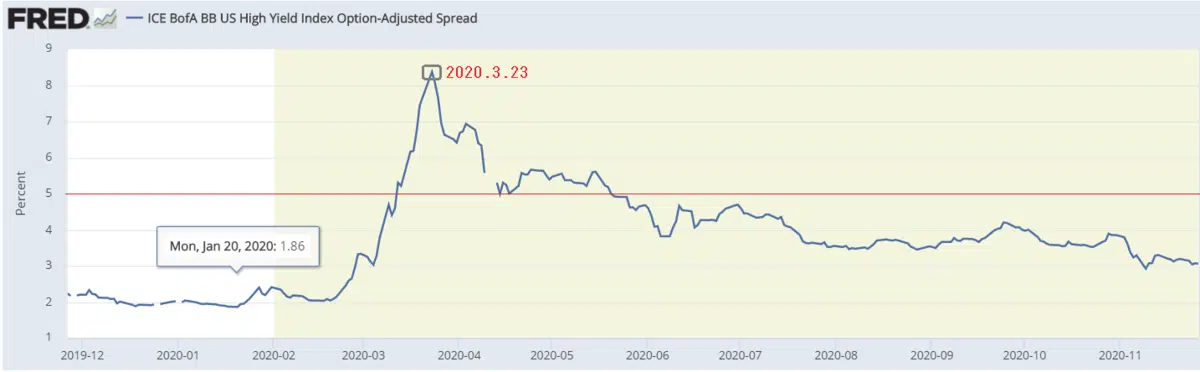 FRED ICE BofA BB US High Yield Index Option-Adjusted Spread
9
8
7
6
5
4
3
2
1
Percent
2020.3.23
Mon, Jan 20, 2020: 1.86
2019-12 2020-01 2020-02 2020-03 2020-04 2020-05 2020-06 2020-07 2020-08 2020-09 2020-10 2020-11